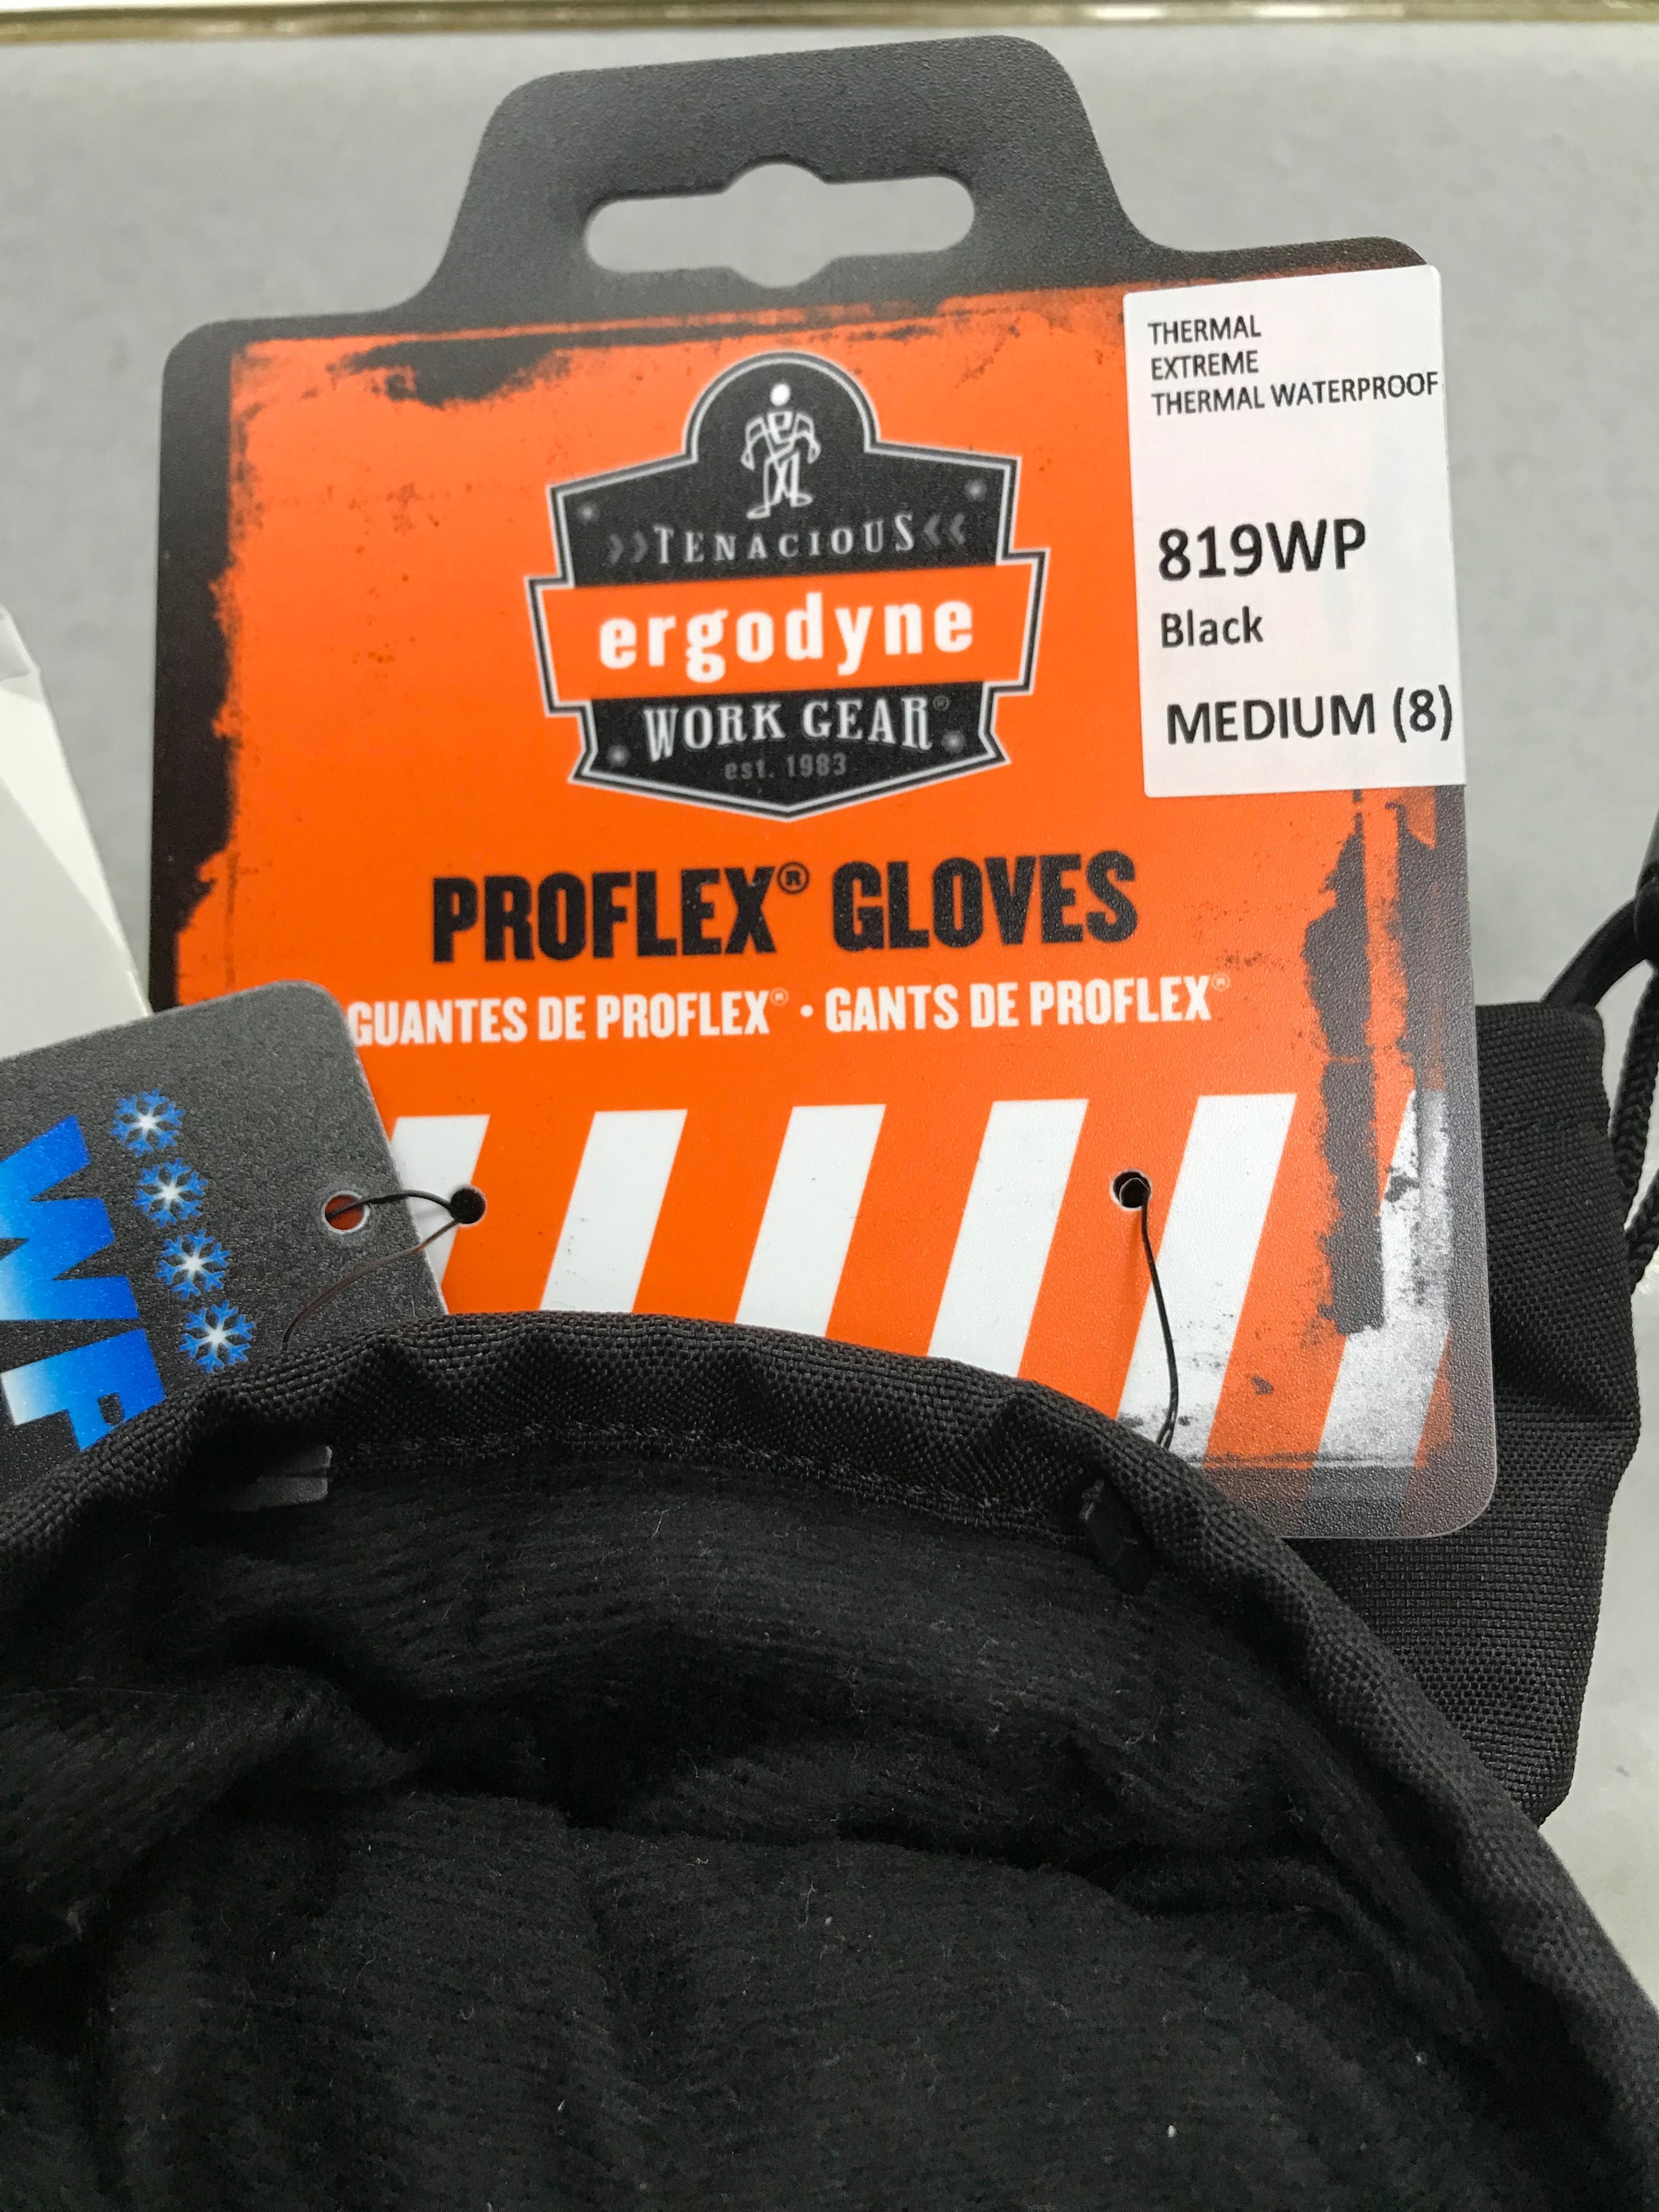 THERMAL
EXTREME
THERMAL WATERPROOF
819WP
Black
MEDIUM (8)
»TENACIOUS«
ergodyne
WORK GEAR®
est. 1983
PROFLEX® GLOVES
GUANTES DE PROFLEX® • GANTS DE PROFLEX®